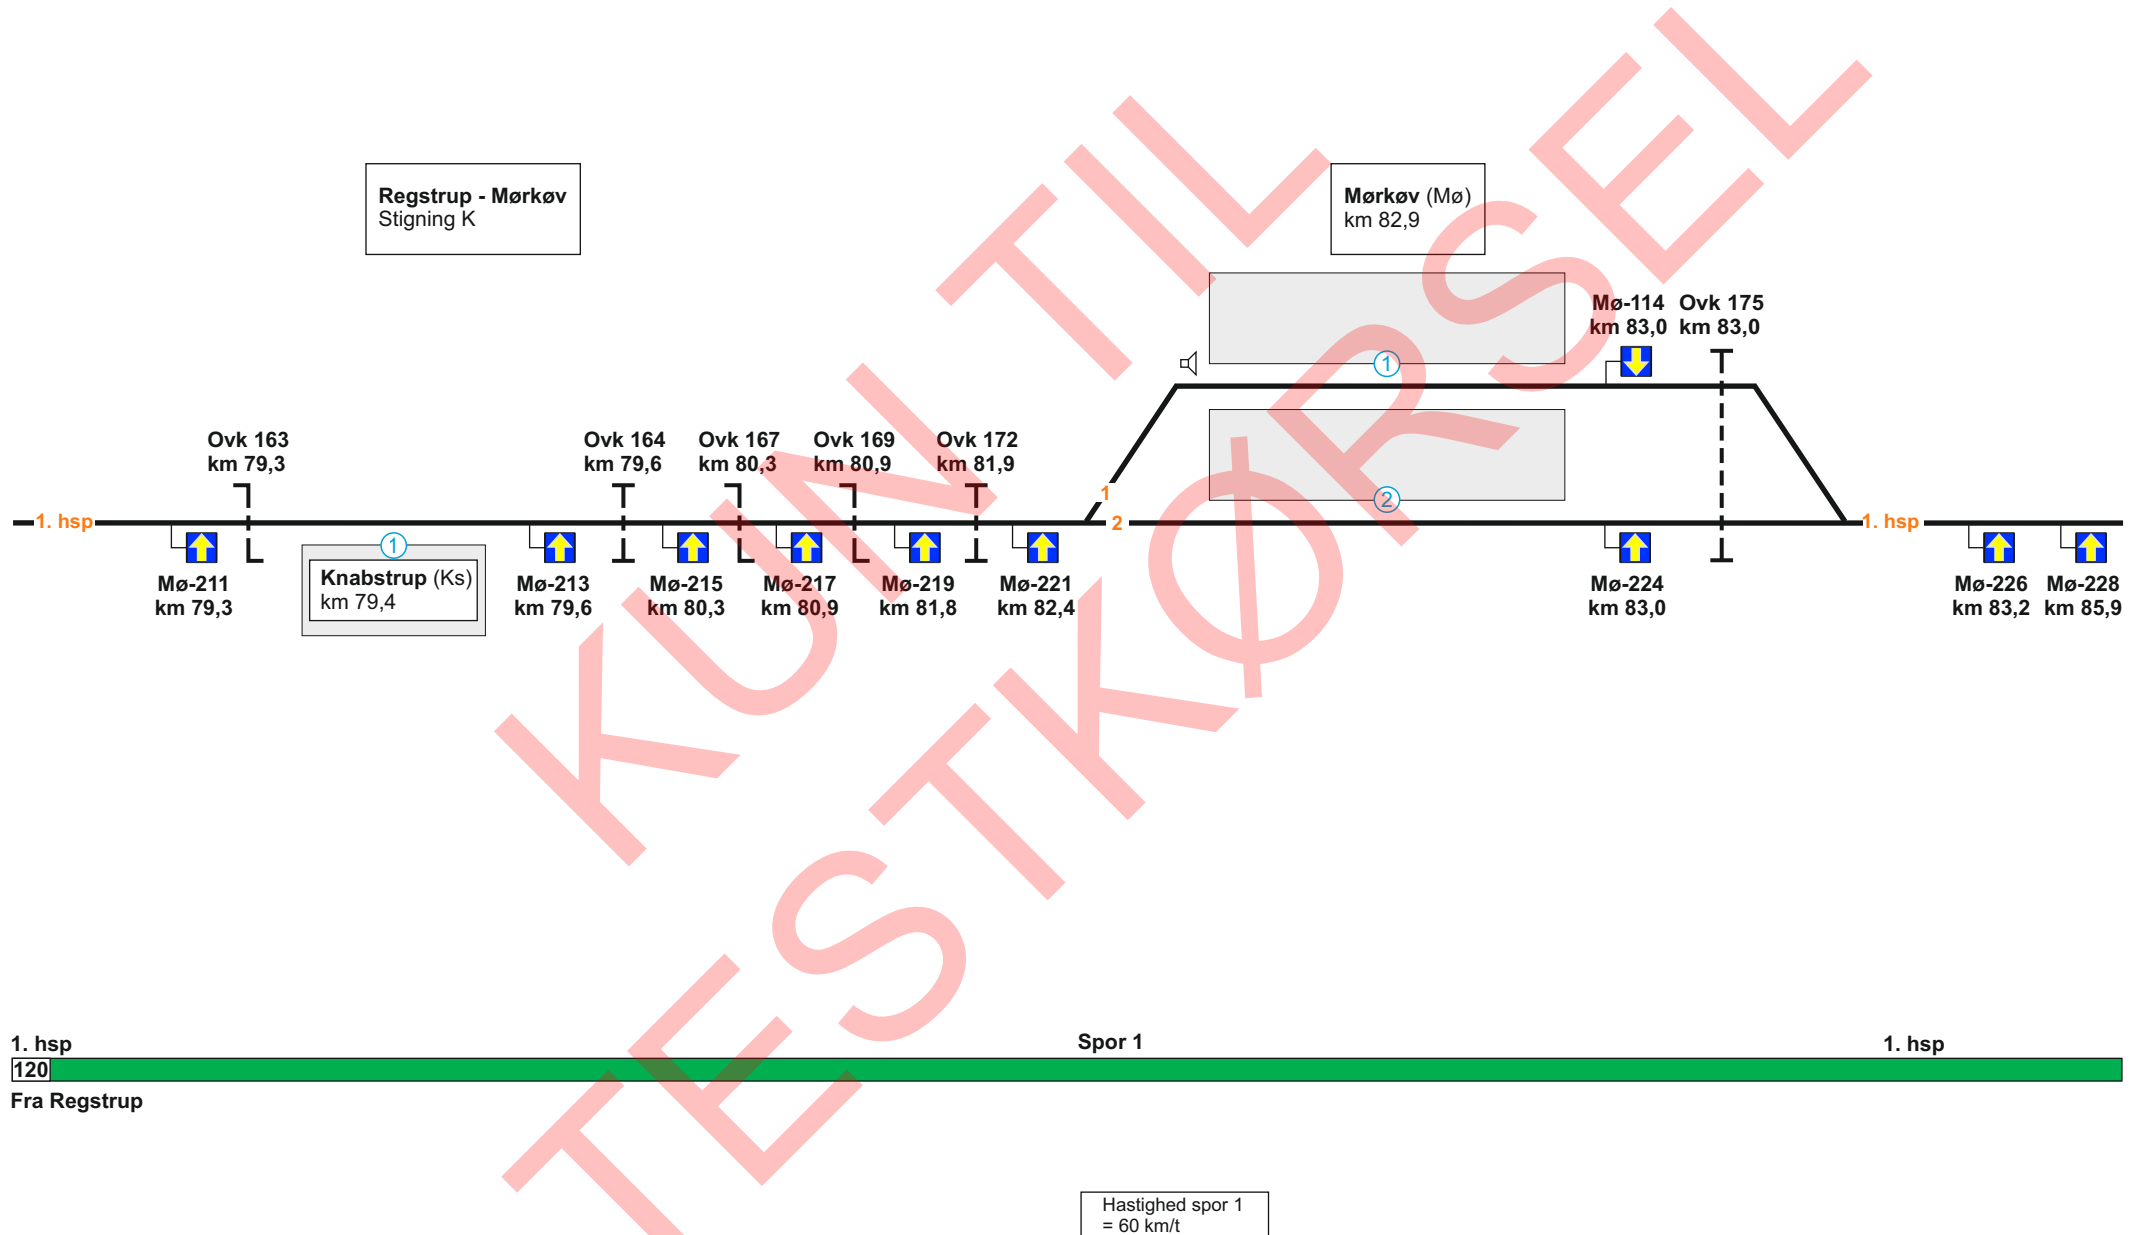 Regstrup - Mørkøv
Stigning K
Mørkøv (Mø)
km 82,9
Mø-114 Ovk 175
km 83,0 km 83,0
1
Ovk 163 Ovk 164 Ovk 167 Ovk 169 Ovk 172
km 79,3 km 79,6 km 80,3 km 80,9 km 81,9
1
2
1. hsp 2 1. hsp
1
Knabstrup (Ks)
km 79,4
Mø-211 Mø-213 Mø-215 Mø-217 Mø-219 Mø-221 Mø-224 Mø-226 Mø-228
km 79,3 km 79,6 km 80,3 km 80,9 km 81,8 km 82,4 km 83,0 km 83,2 km 85,9
KUN TIL
TESTKØRSEL
1. hsp Spor 1 1. hsp
120
Fra Regstrup
Hastighed spor 1
= 60 km/t